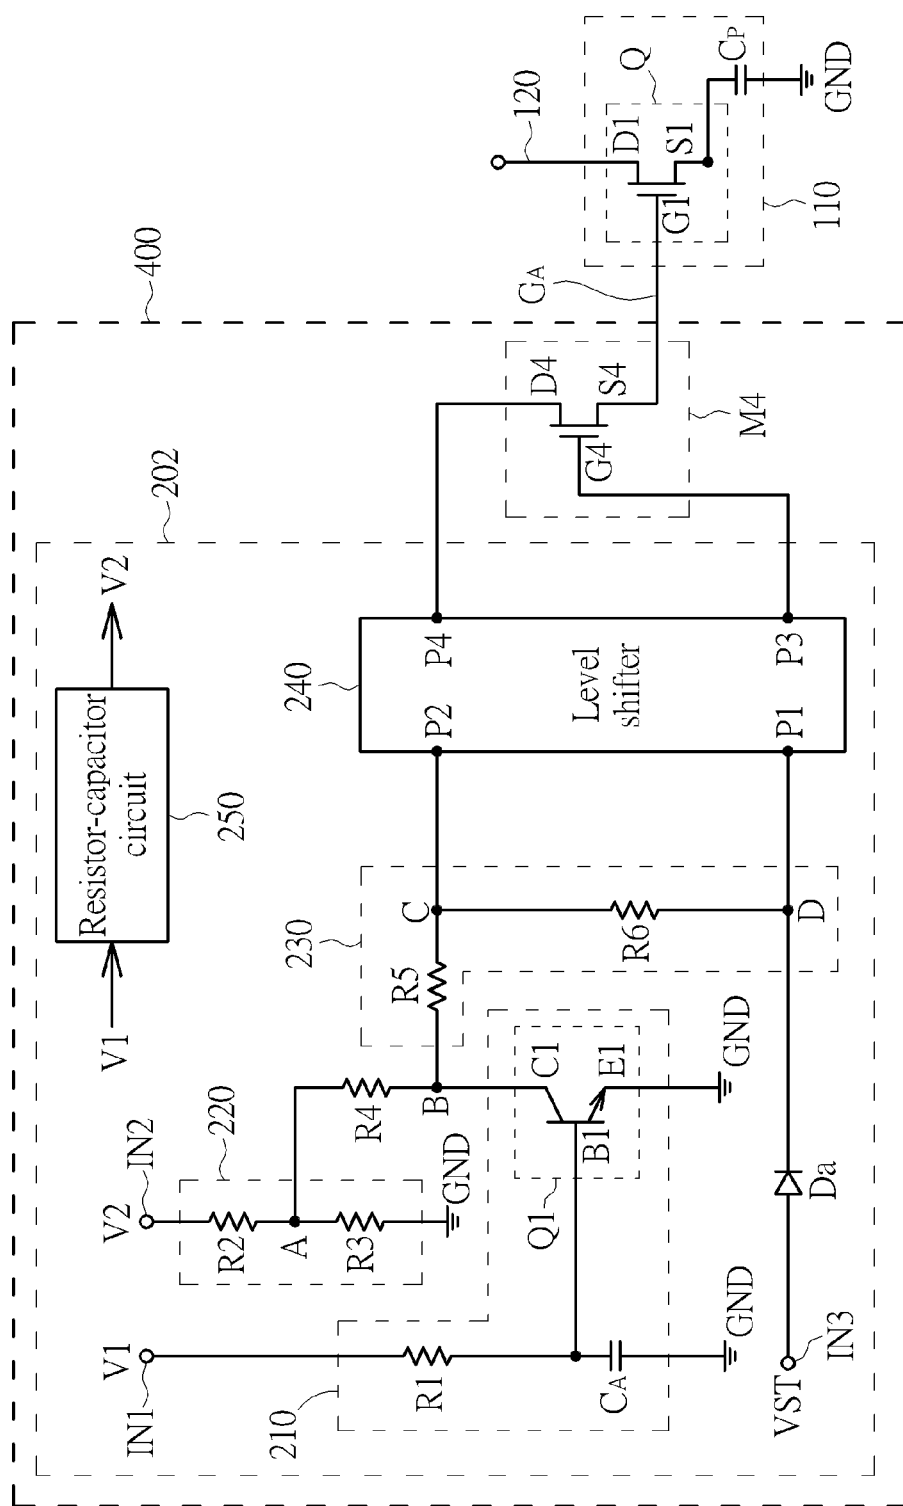 400
202
V1
Resistor-capacitor
circuit
V2
250
IN1
V1
V2
IN2
220
R2
A
R3
GND
210
R1
CA
GND
R4
B
Q1
B1
C1
E1
GND
230
R5
C
R6
D
VST
IN3
Da
240
P2
P4
Level
shifter
P1
P3
D4
G4
S4
M4
GA
120
Q
D1
G1
S1
CP
GND
110